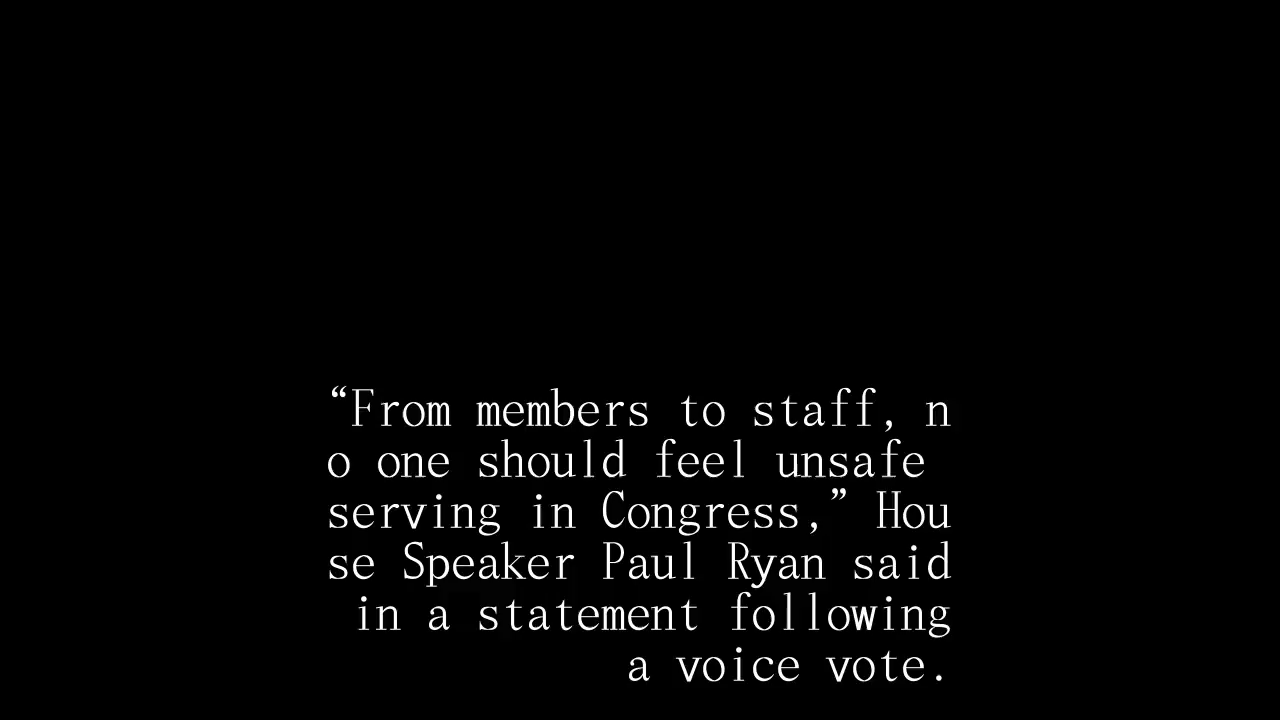 “From members to staff, n
o one should feel unsafe
serving in Congress,” Hou
se Speaker Paul Ryan said
in a statement following
a voice vote.